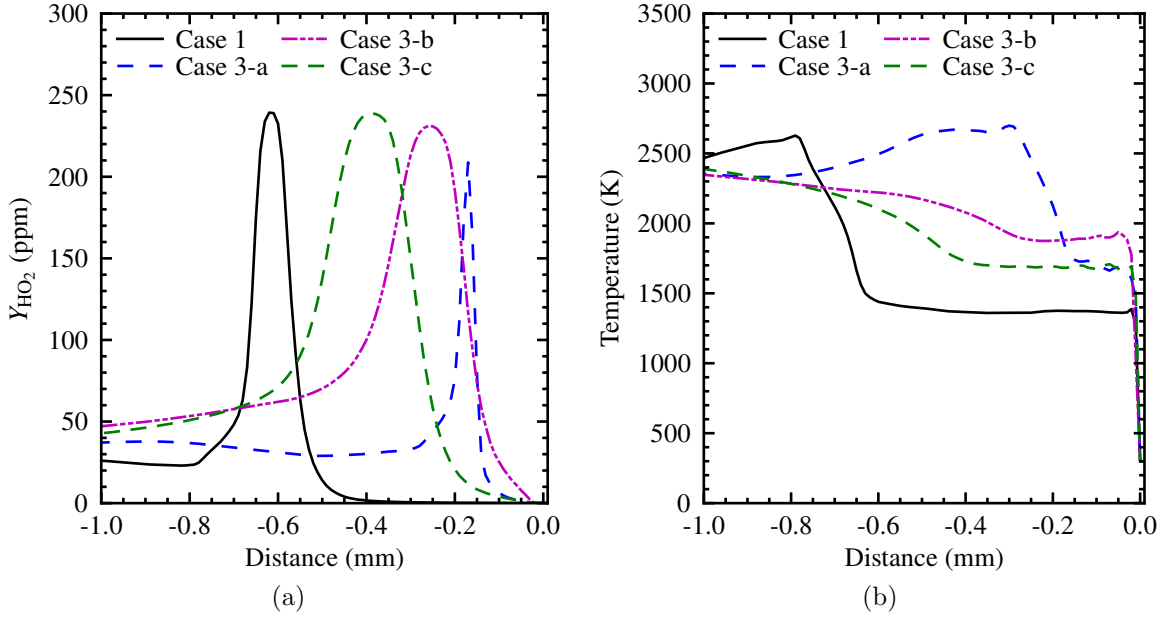 300
250
200
150
100
50
0
Y_HO2 (ppm)
Case 1
Case 3-a
Case 3-b
Case 3-c
-1.0 -0.8 -0.6 -0.4 -0.2 0.0
Distance (mm)
(a)
3500
3000
2500
2000
1500
1000
500
0
Temperature (K)
Case 1
Case 3-a
Case 3-b
Case 3-c
-1.0 -0.8 -0.6 -0.4 -0.2 0.0
Distance (mm)
(b)